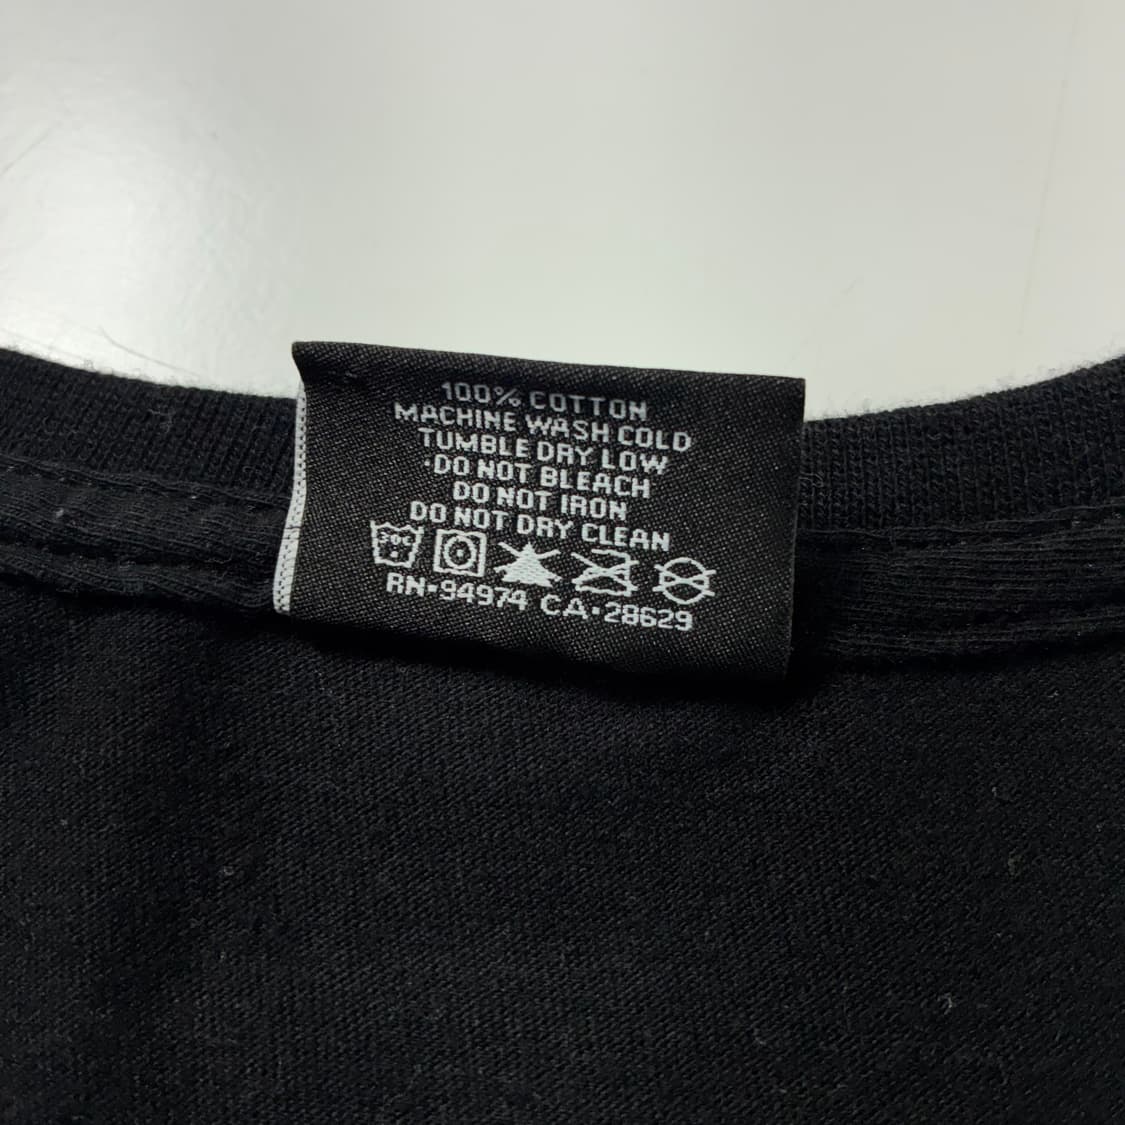 100% COTTON
MACHINE WASH COLD
TUMBLE DRY LOW
·DO NOT BLEACH
DO NOT IRON
DO NOT DRY CLEAN
30C
RN·94974 CA·28629